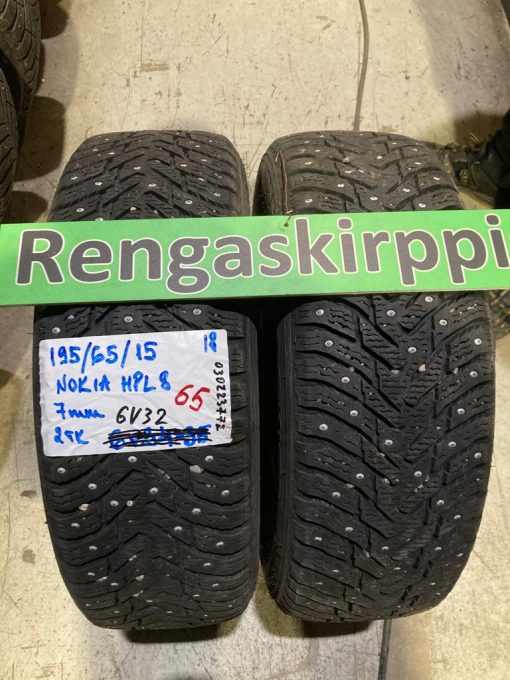 Rengaskirppi
195/65/15 18
NOKIA HPL8
7mm 6V32 65
2 KPL
030223772